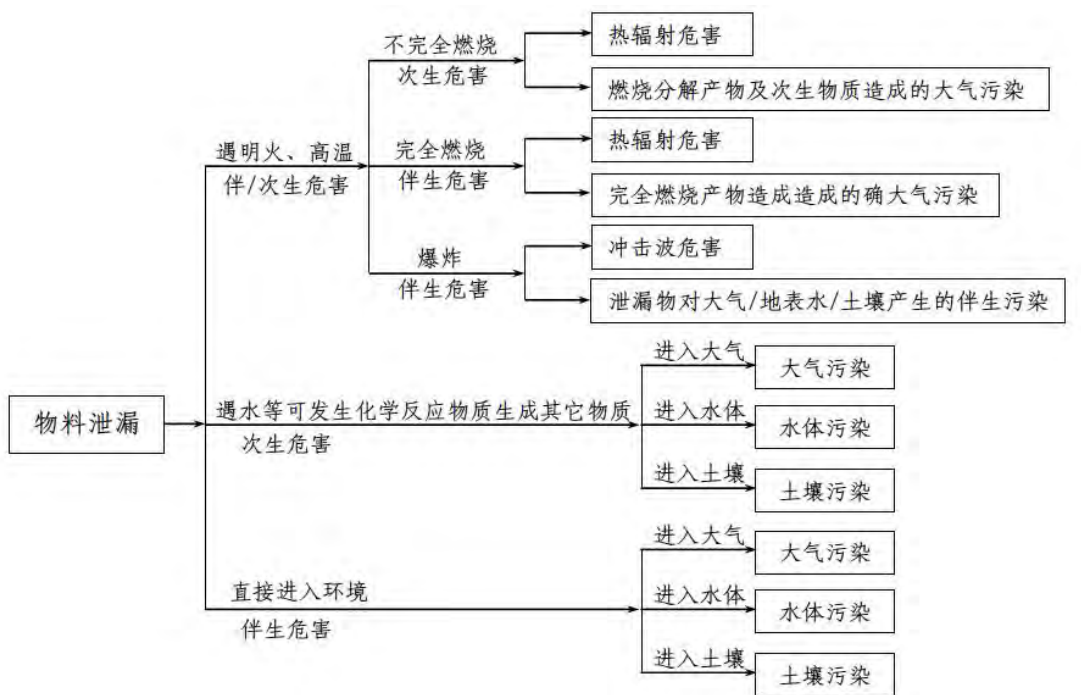 不完全燃烧
次生危害
热辐射危害
燃烧分解产物及次生物质造成的大气污染
遇明火、高温
伴/次生危害
完全燃烧
伴生危害
热辐射危害
完全燃烧产物造成造成的确大气污染
爆炸
伴生危害
冲击波危害
泄漏物对大气/地表水/土壤产生的伴生污染
物料泄漏
遇水等可发生化学反应物质生成其它物质
次生危害
进入大气
大气污染
进入水体
水体污染
进入土壤
土壤污染
直接进入环境
伴生危害
进入大气
大气污染
进入水体
水体污染
进入土壤
土壤污染